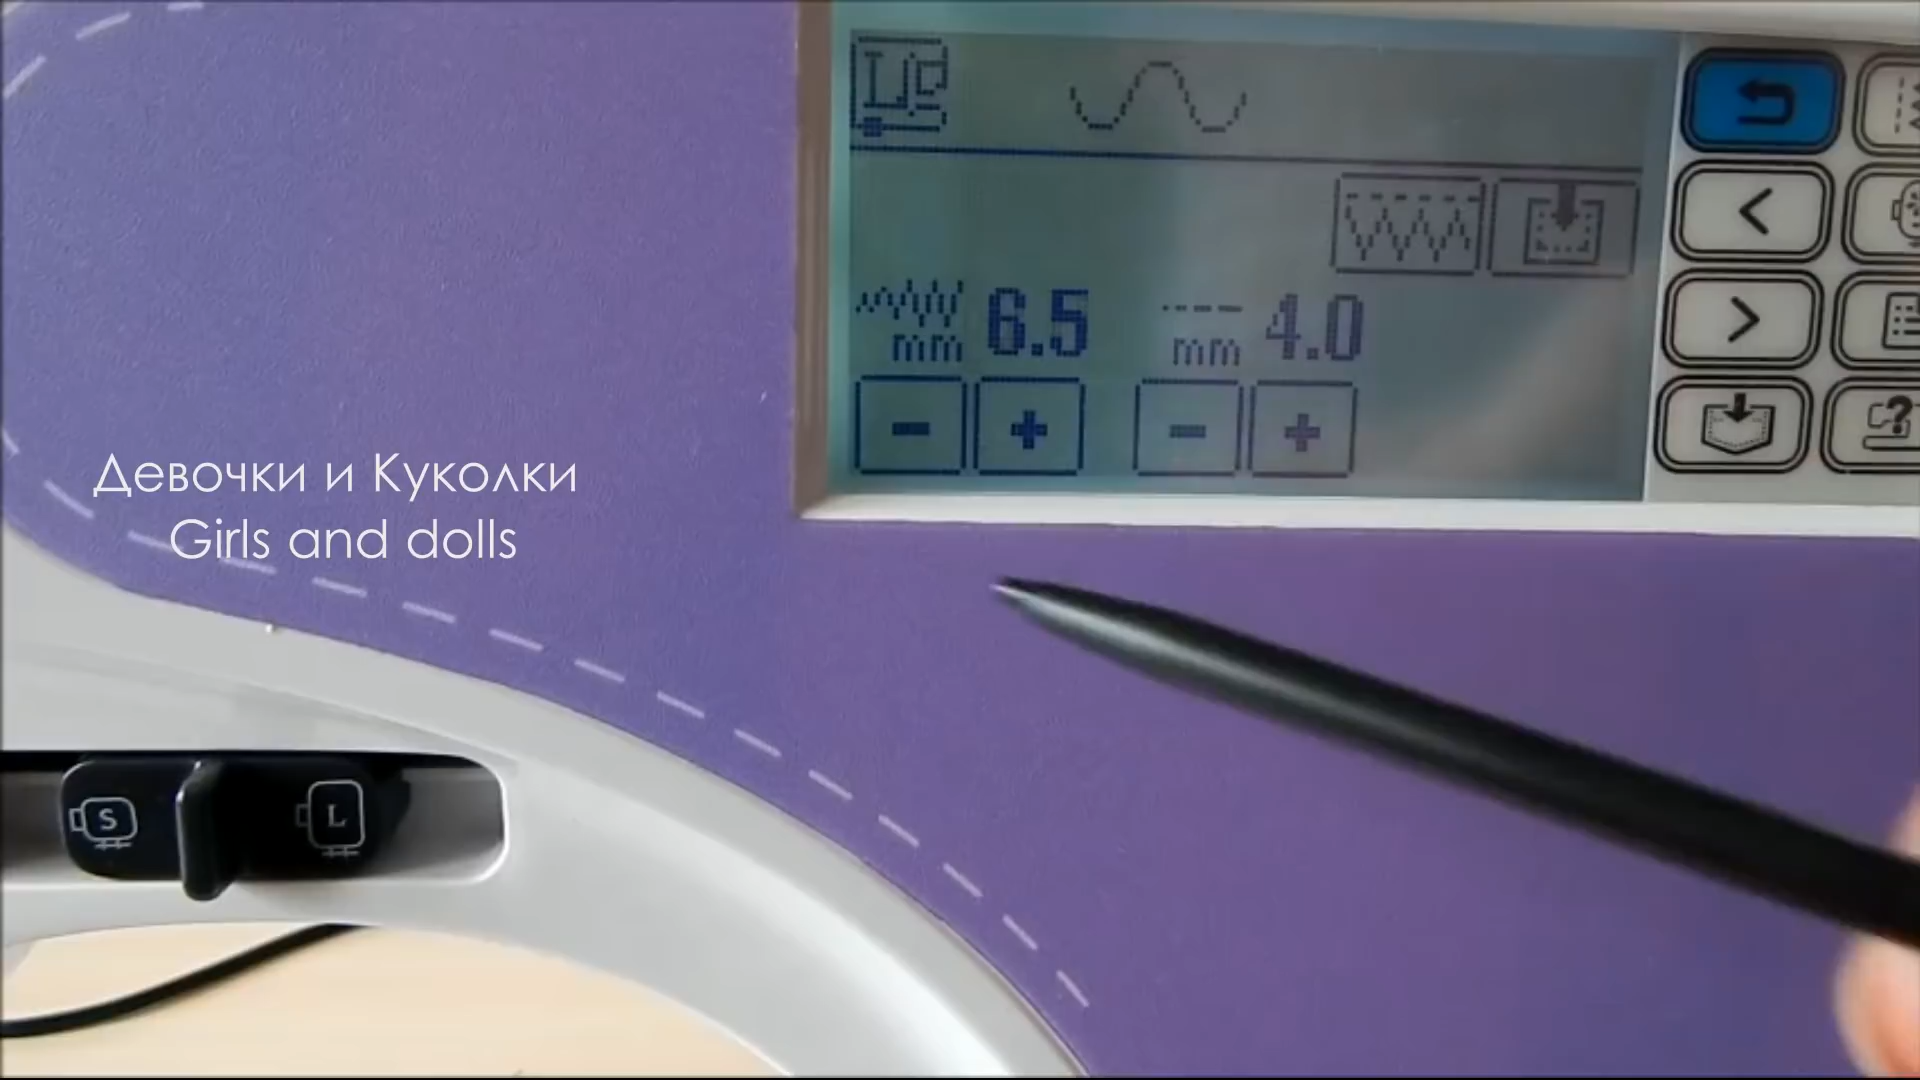 mm 6.5 mm 4.0
- + - +
Девочки и Куколки
Girls and dolls
S L